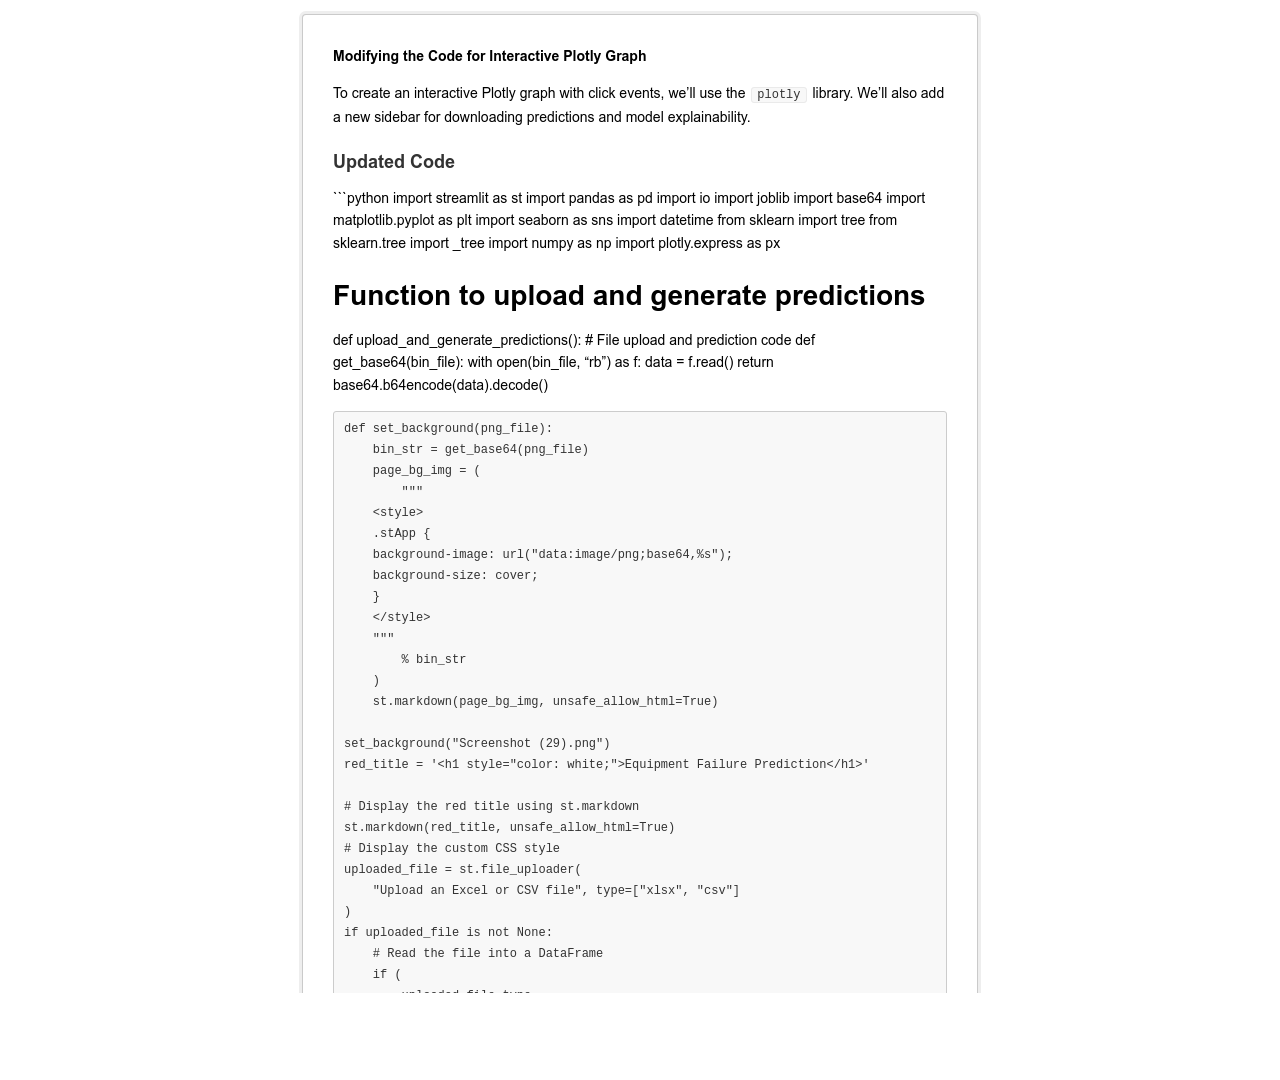 Modifying the Code for Interactive Plotly Graph
To create an interactive Plotly graph with click events, we’ll use the plotly library. We’ll also add
a new sidebar for downloading predictions and model explainability.
Updated Code
```python import streamlit as st import pandas as pd import io import joblib import base64 import
matplotlib.pyplot as plt import seaborn as sns import datetime from sklearn import tree from
sklearn.tree import _tree import numpy as np import plotly.express as px
Function to upload and generate predictions
def upload_and_generate_predictions(): # File upload and prediction code def
get_base64(bin_file): with open(bin_file, “rb”) as f: data = f.read() return
base64.b64encode(data).decode()
def set_background(png_file):
    bin_str = get_base64(png_file)
    page_bg_img = (
        """
    <style>
    .stApp {
    background-image: url("data:image/png;base64,%s");
    background-size: cover;
    }
    </style>
    """
        % bin_str
    )
    st.markdown(page_bg_img, unsafe_allow_html=True)

set_background("Screenshot (29).png")
red_title = '<h1 style="color: white;">Equipment Failure Prediction</h1>'

# Display the red title using st.markdown
st.markdown(red_title, unsafe_allow_html=True)
# Display the custom CSS style
uploaded_file = st.file_uploader(
    "Upload an Excel or CSV file", type=["xlsx", "csv"]
)
if uploaded_file is not None:
    # Read the file into a DataFrame
    if (